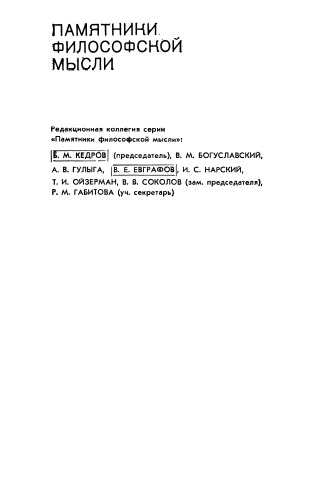 ПАМЯТНИКИ
ФИЛОСОФСКОЙ
МЫСЛИ
Редакционная коллегия серии
«Памятники философской мысли»:
Б. М. КЕДРОВ (председатель), В. М. БОГУСЛАВСКИЙ,
А. В. ГУЛЫГА, В. Е. ЕВГРАФОВ, И. С. НАРСКИЙ,
Т. И. ОЙЗЕРМАН, В. В. СОКОЛОВ (зам. председателя),
Р. М. ГАБИТОВА (уч. секретарь)